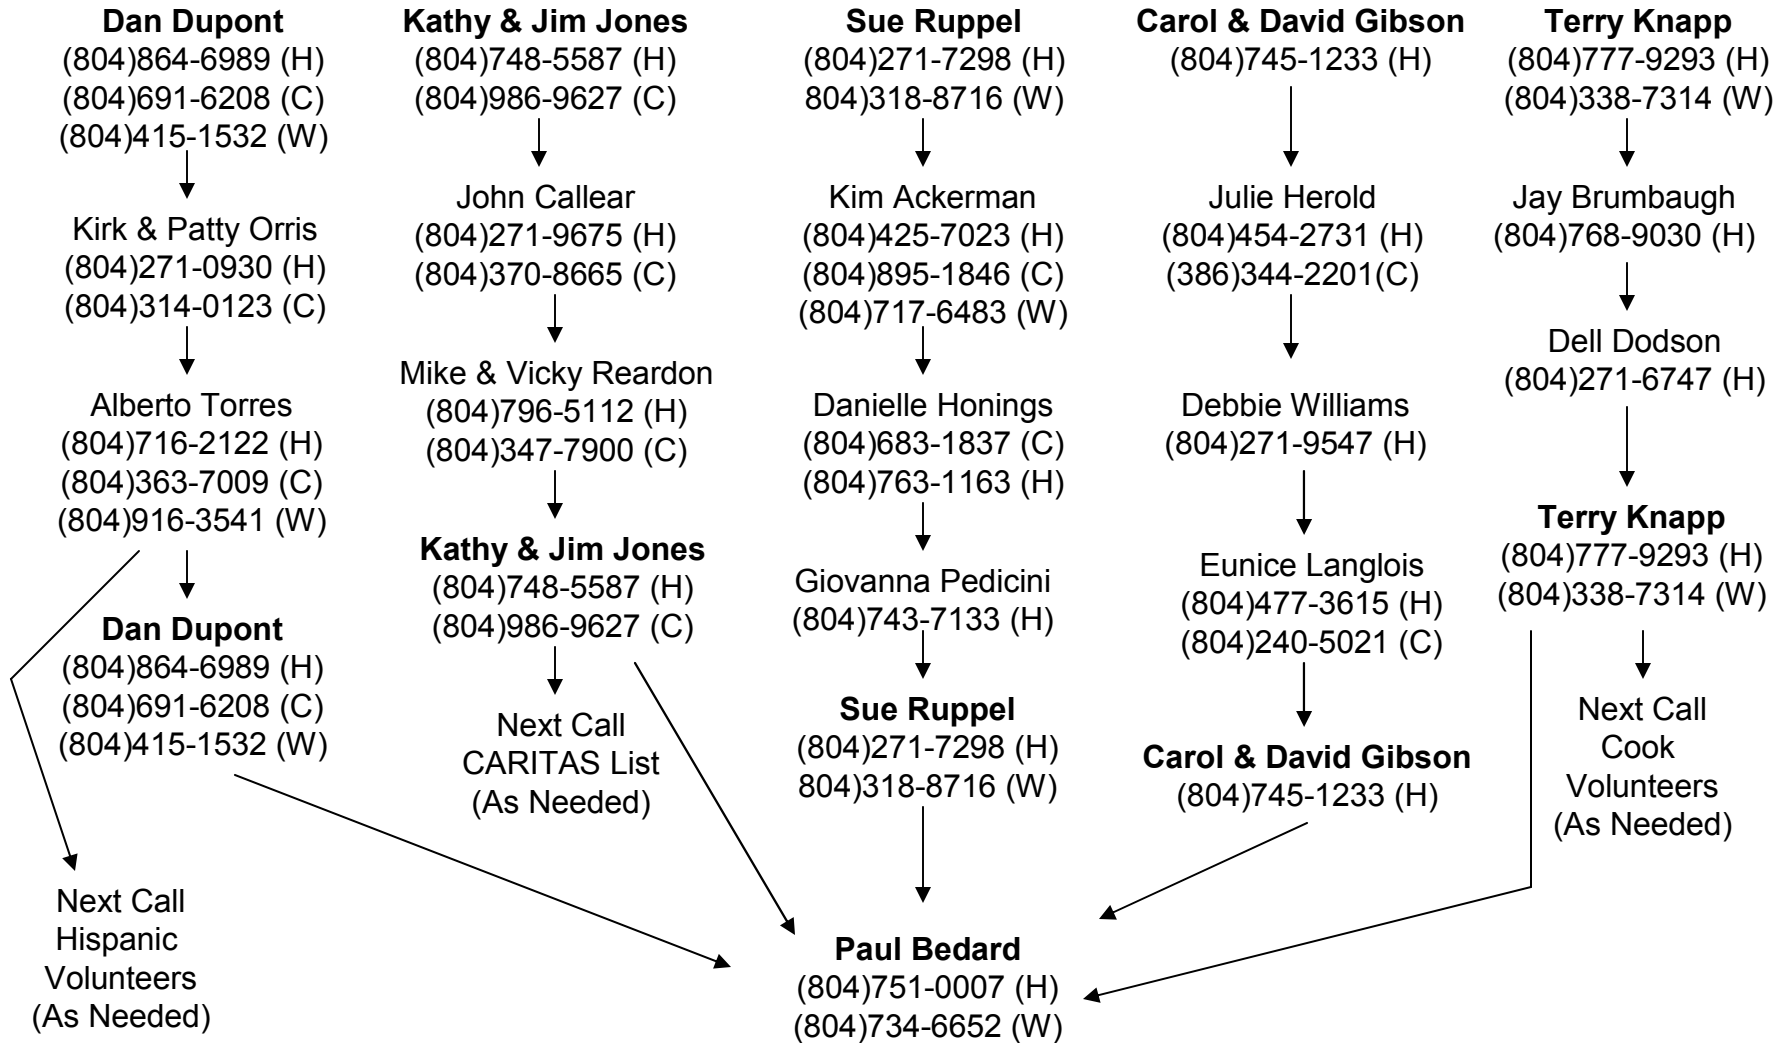 Dan Dupont
(804)864-6989 (H)
(804)691-6208 (C)
(804)415-1532 (W)
Kirk & Patty Orris
(804)271-0930 (H)
(804)314-0123 (C)
Alberto Torres
(804)716-2122 (H)
(804)363-7009 (C)
(804)916-3541 (W)
Dan Dupont
(804)864-6989 (H)
(804)691-6208 (C)
(804)415-1532 (W)
Next Call
Hispanic
Volunteers
(As Needed)
Kathy & Jim Jones
(804)748-5587 (H)
(804)986-9627 (C)
John Callear
(804)271-9675 (H)
(804)370-8665 (C)
Mike & Vicky Reardon
(804)796-5112 (H)
(804)347-7900 (C)
Kathy & Jim Jones
(804)748-5587 (H)
(804)986-9627 (C)
Next Call
CARITAS List
(As Needed)
Sue Ruppel
(804)271-7298 (H)
804)318-8716 (W)
Kim Ackerman
(804)425-7023 (H)
(804)895-1846 (C)
(804)717-6483 (W)
Danielle Honings
(804)683-1837 (C)
(804)763-1163 (H)
Giovanna Pedicini
(804)743-7133 (H)
Sue Ruppel
(804)271-7298 (H)
804)318-8716 (W)
Carol & David Gibson
(804)745-1233 (H)
Julie Herold
(804)454-2731 (H)
(386)344-2201(C)
Debbie Williams
(804)271-9547 (H)
Eunice Langlois
(804)477-3615 (H)
(804)240-5021 (C)
Carol & David Gibson
(804)745-1233 (H)
Terry Knapp
(804)777-9293 (H)
(804)338-7314 (W)
Jay Brumbaugh
(804)768-9030 (H)
Dell Dodson
(804)271-6747 (H)
Terry Knapp
(804)777-9293 (H)
(804)338-7314 (W)
Next Call
Cook
Volunteers
(As Needed)
Paul Bedard
(804)751-0007 (H)
(804)734-6652 (W)